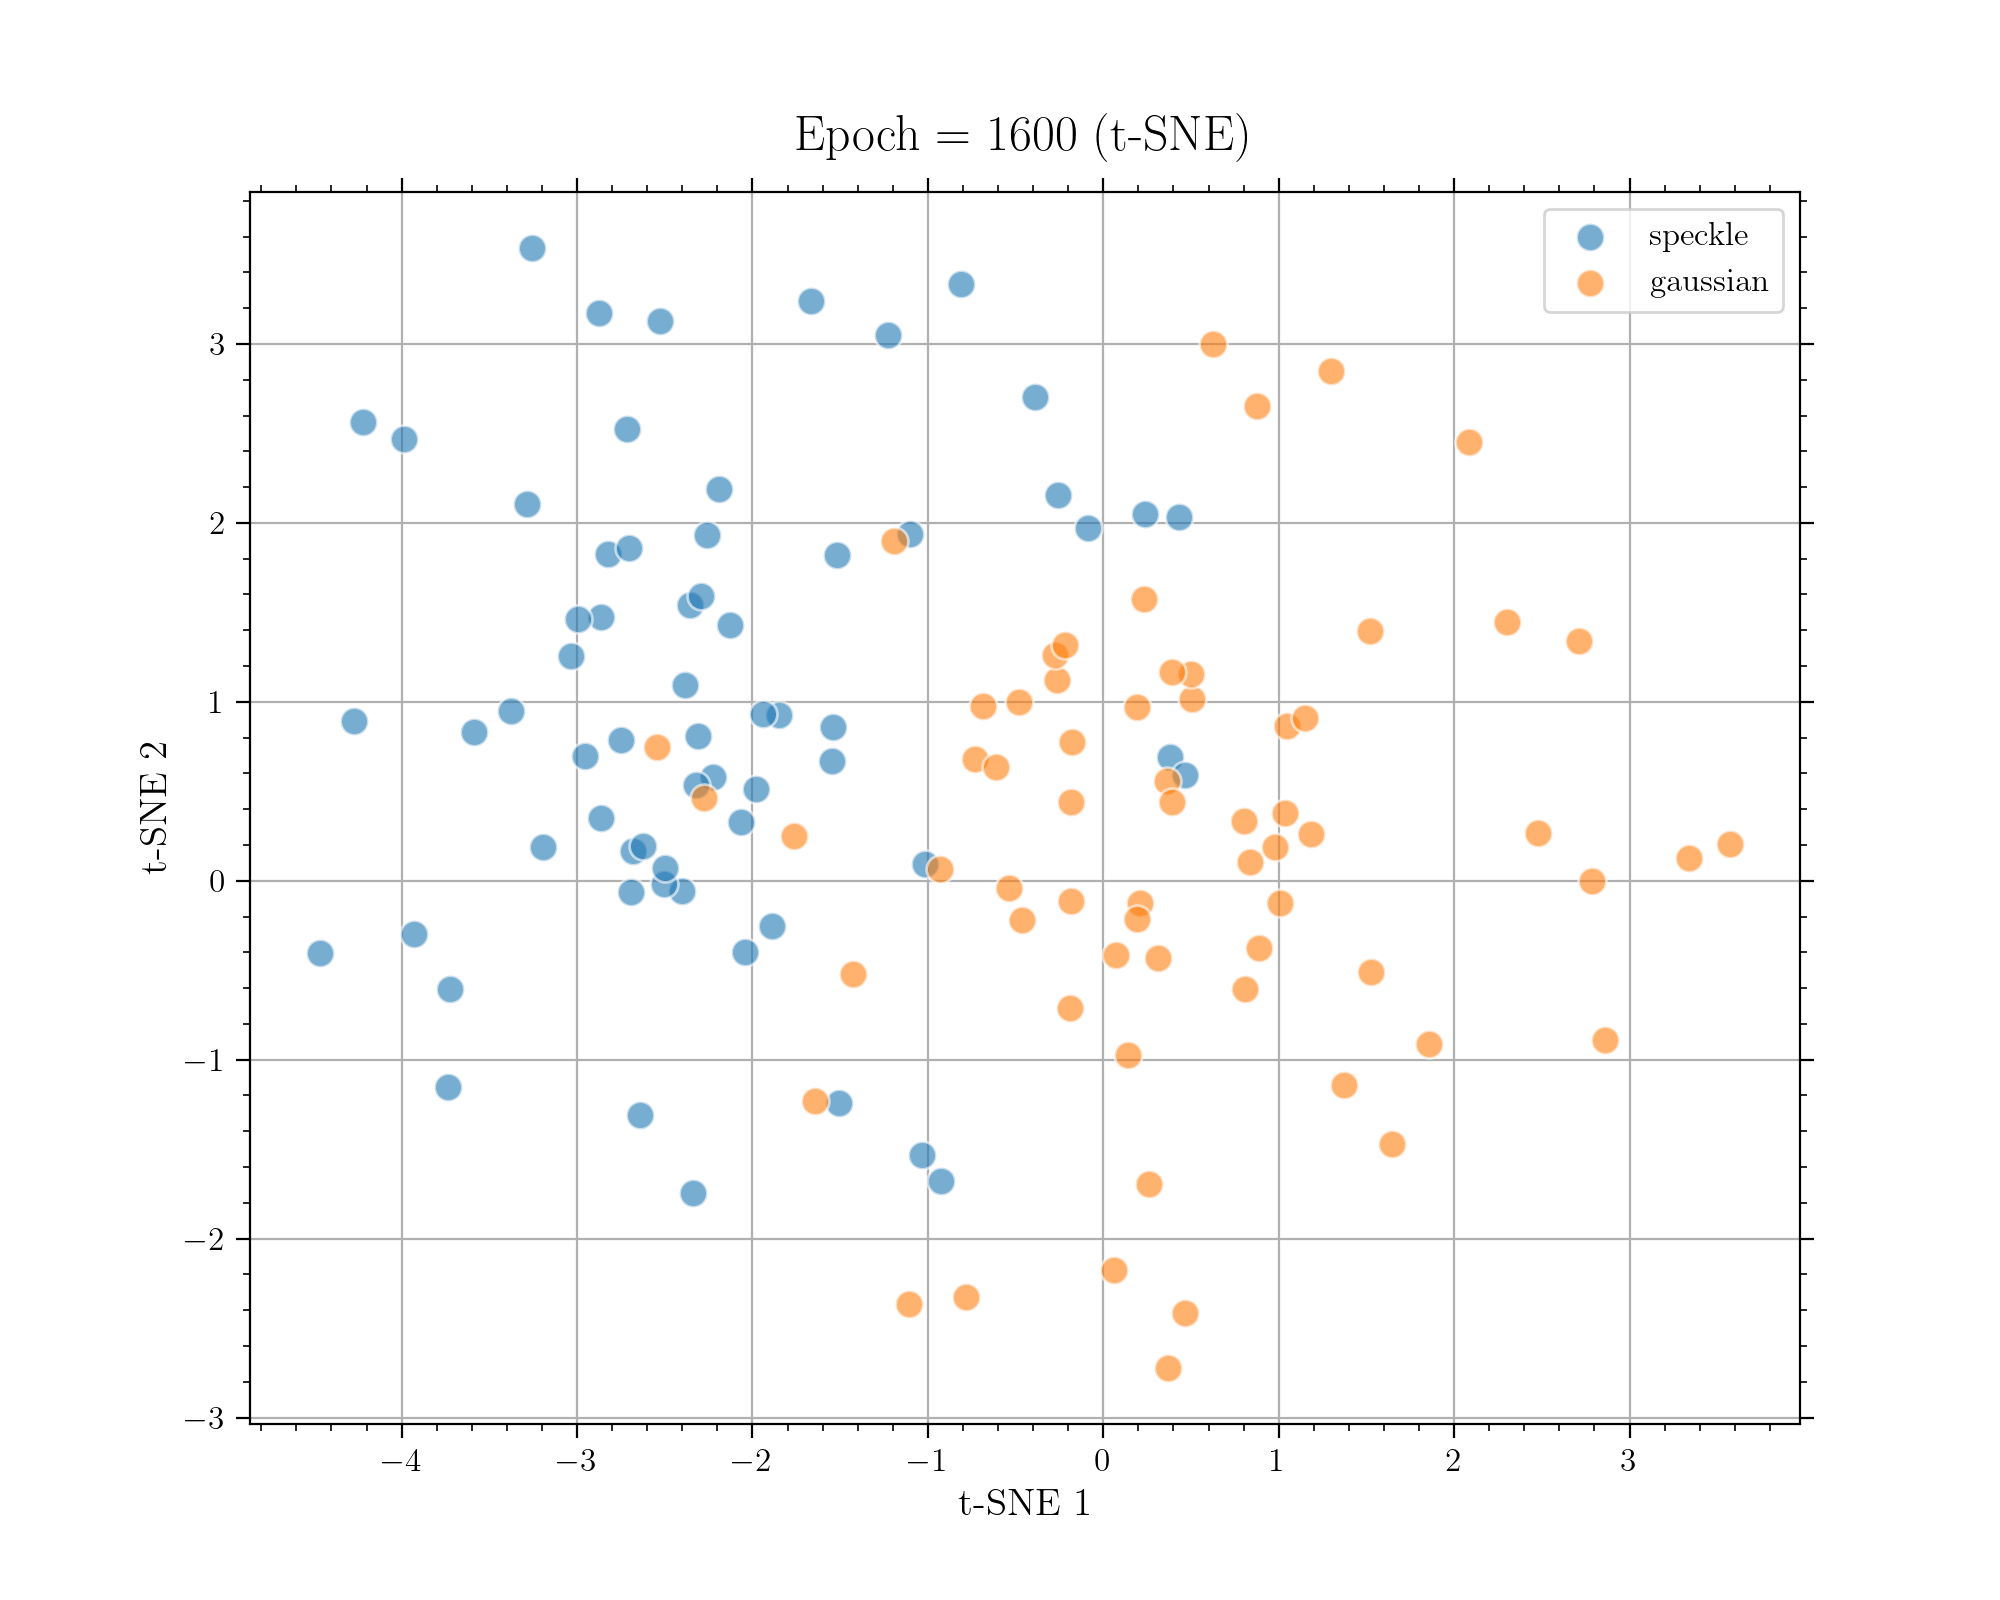 Epoch = 1600 (t-SNE)
speckle
gaussian
3
2
1
0
−1
−2
−3
t-SNE 2
−4 −3 −2 −1 0 1 2 3
t-SNE 1